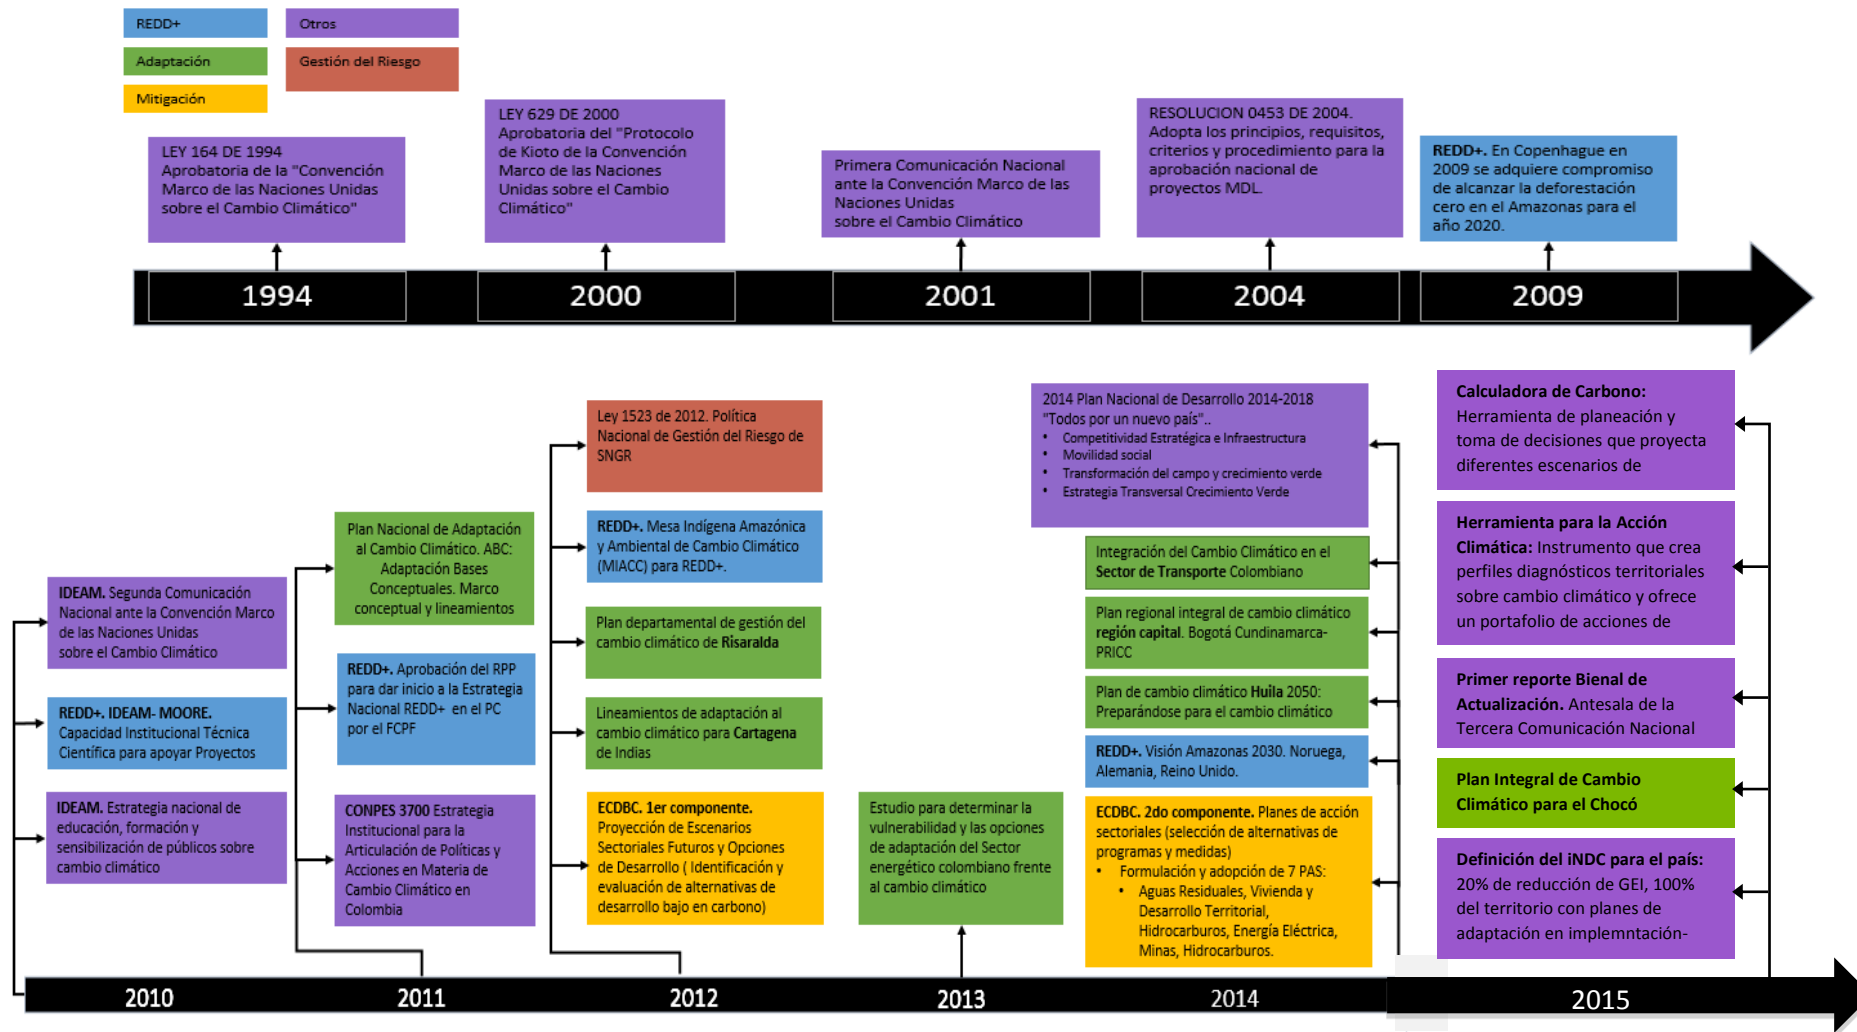 REDD+
Otros
Adaptación
Gestión del Riesgo
Mitigación
LEY 164 DE 1994
Aprobatoria de la "Convención
Marco de las Naciones Unidas
sobre el Cambio Climático"
LEY 629 DE 2000
Aprobatoria del "Protocolo
de Kioto de la Convención
Marco de las Naciones
Unidas sobre el Cambio
Climático"
Primera Comunicación Nacional
ante la Convención Marco de las
Naciones Unidas
sobre el Cambio Climático
RESOLUCION 0453 DE 2004.
Adopta los principios, requisitos,
criterios y procedimiento para la
aprobación nacional de
proyectos MDL.
REDD+. En Copenhague en
2009 se adquiere compromiso
de alcanzar la deforestación
cero en el Amazonas para el
año 2020.
1994
2000
2001
2004
2009
IDEAM. Segunda Comunicación
Nacional ante la Convención Marco
de las Naciones Unidas
sobre el Cambio Climático
REDD+. IDEAM- MOORE.
Capacidad Institucional Técnica
Científica para apoyar Proyectos
IDEAM. Estrategia nacional de
educación, formación y
sensibilización de públicos sobre
cambio climático
Plan Nacional de Adaptación
al Cambio Climático. ABC:
Adaptación Bases
Conceptuales. Marco
conceptual y lineamientos
REDD+. Aprobación del RPP
para dar inicio a la Estrategia
Nacional REDD+ en el PC
por el FCPF
CONPES 3700 Estrategia
Institucional para la
Articulación de Políticas y
Acciones en Materia de
Cambio Climático en
Colombia
Ley 1523 de 2012. Política
Nacional de Gestión del Riesgo de
SNGR
REDD+. Mesa Indígena Amazónica
y Ambiental de Cambio Climático
(MIACC) para REDD+.
Plan departamental de gestión del
cambio climático de Risaralda
Lineamientos de adaptación al
cambio climático para Cartagena
de Indias
ECDBC. 1er componente.
Proyección de Escenarios
Sectoriales Futuros y Opciones
de Desarrollo ( Identificación y
evaluación de alternativas de
desarrollo bajo en carbono)
Estudio para determinar la
vulnerabilidad y las opciones
de adaptación del Sector
energético colombiano frente
al cambio climático
2014 Plan Nacional de Desarrollo 2014-2018
"Todos por un nuevo país"..
• Competitividad Estratégica e Infraestructura
• Movilidad social
• Transformación del campo y crecimiento verde
• Estrategia Transversal Crecimiento Verde
Integración del Cambio Climático en el
Sector de Transporte Colombiano
Plan regional integral de cambio climático
región capital. Bogotá Cundinamarca-
PRICC
Plan de cambio climático Huila 2050:
Preparándose para el cambio climático
REDD+. Visión Amazonas 2030. Noruega,
Alemania, Reino Unido.
ECDBC. 2do componente. Planes de acción
sectoriales (selección de alternativas de
programas y medidas)
• Formulación y adopción de 7 PAS:
• Aguas Residuales, Vivienda y
Desarrollo Territorial,
Hidrocarburos, Energía Eléctrica,
Minas, Hidrocarburos.
Calculadora de Carbono:
Herramienta de planeación y
toma de decisiones que proyecta
diferentes escenarios de
Herramienta para la Acción
Climática: Instrumento que crea
perfiles diagnósticos territoriales
sobre cambio climático y ofrece
un portafolio de acciones de
Primer reporte Bienal de
Actualización. Antesala de la
Tercera Comunicación Nacional
Plan Integral de Cambio
Climático para el Chocó
Definición del iNDC para el país:
20% de reducción de GEI, 100%
del territorio con planes de
adaptación en implemntación-
2010
2011
2012
2013
2014
2015